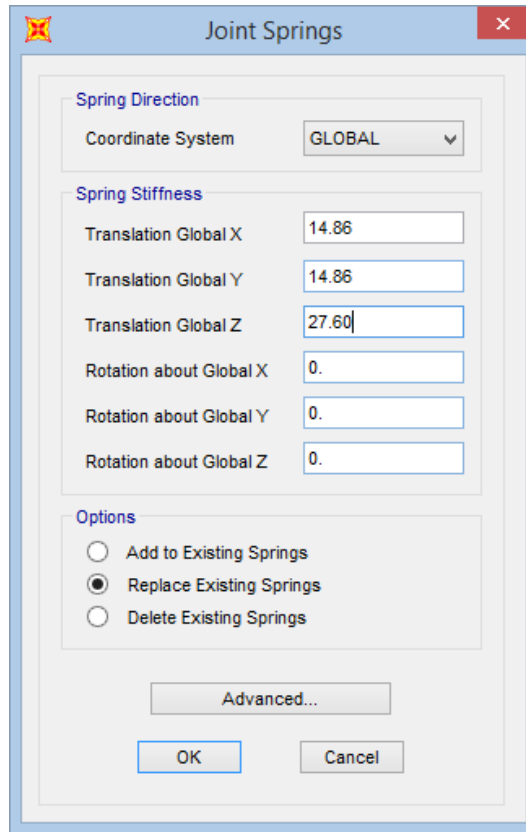 Joint Springs
Spring Direction
Coordinate System GLOBAL
Spring Stiffness
Translation Global X 14.86
Translation Global Y 14.86
Translation Global Z 27.60
Rotation about Global X 0.
Rotation about Global Y 0.
Rotation about Global Z 0.
Options
Add to Existing Springs
Replace Existing Springs
Delete Existing Springs
Advanced...
OK Cancel